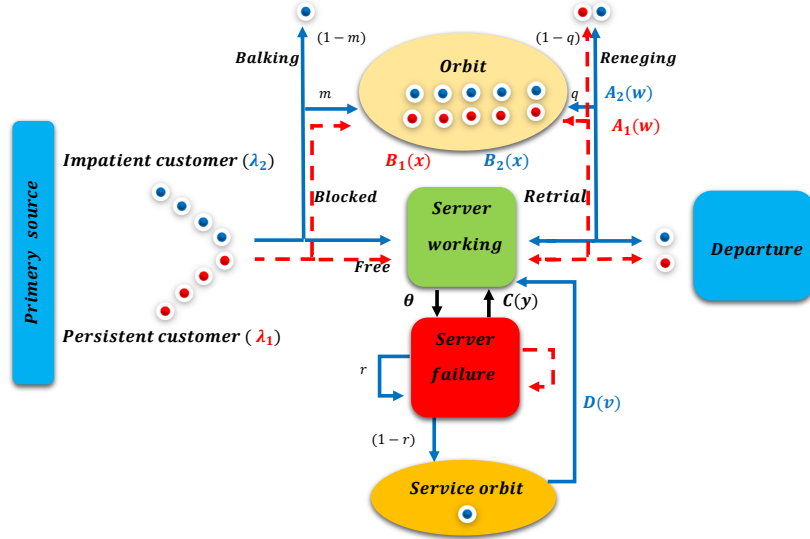 (1−m)
(1−q)
Balking
Orbit
Reneging
m
q
A₂(w)
A₁(w)
Impatient customer (λ₂)
B₁(x)
B₂(x)
Primery source
Blocked
Server
working
Retrial
Departure
Free
θ
C(y)
Persistent customer ( λ₁)
Server
failure
r
D(v)
(1−r)
Service orbit